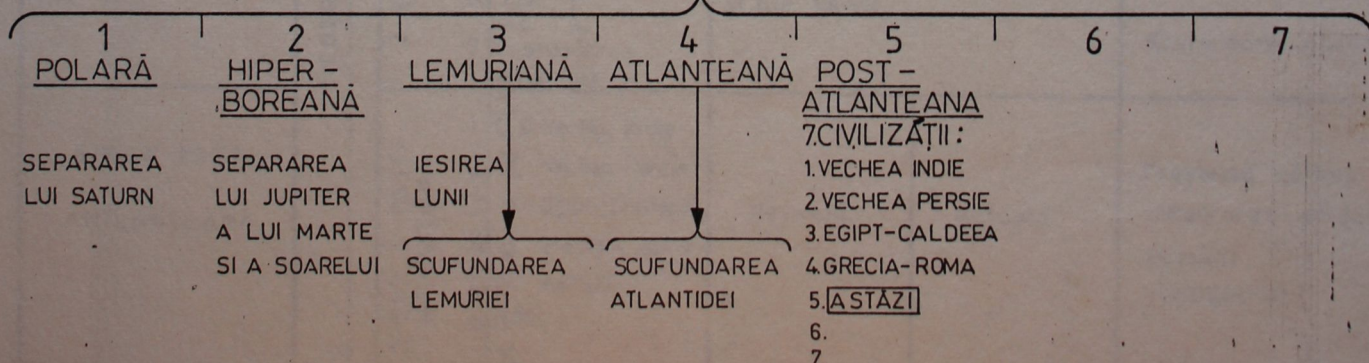 1
POLARĂ
SEPARAREA
LUI SATURN
2
HIPER-
BOREANĂ
SEPARAREA
LUI JUPITER
A LUI MARTE
SI A SOARELUI
3
LEMURIANĂ
IESIREA
LUNII
SCUFUNDAREA
LEMURIEI
4
ATLANTEANĂ
SCUFUNDAREA
ATLANTIDEI
5
POST-
ATLANTEANA
7.CIVILIZAȚII:
1.VECHEA INDIE
2.VECHEA PERSIE
3.EGIPT-CALDEEA
4.GRECIA-ROMA
5.ASTĂZI
6.
7
6
7.